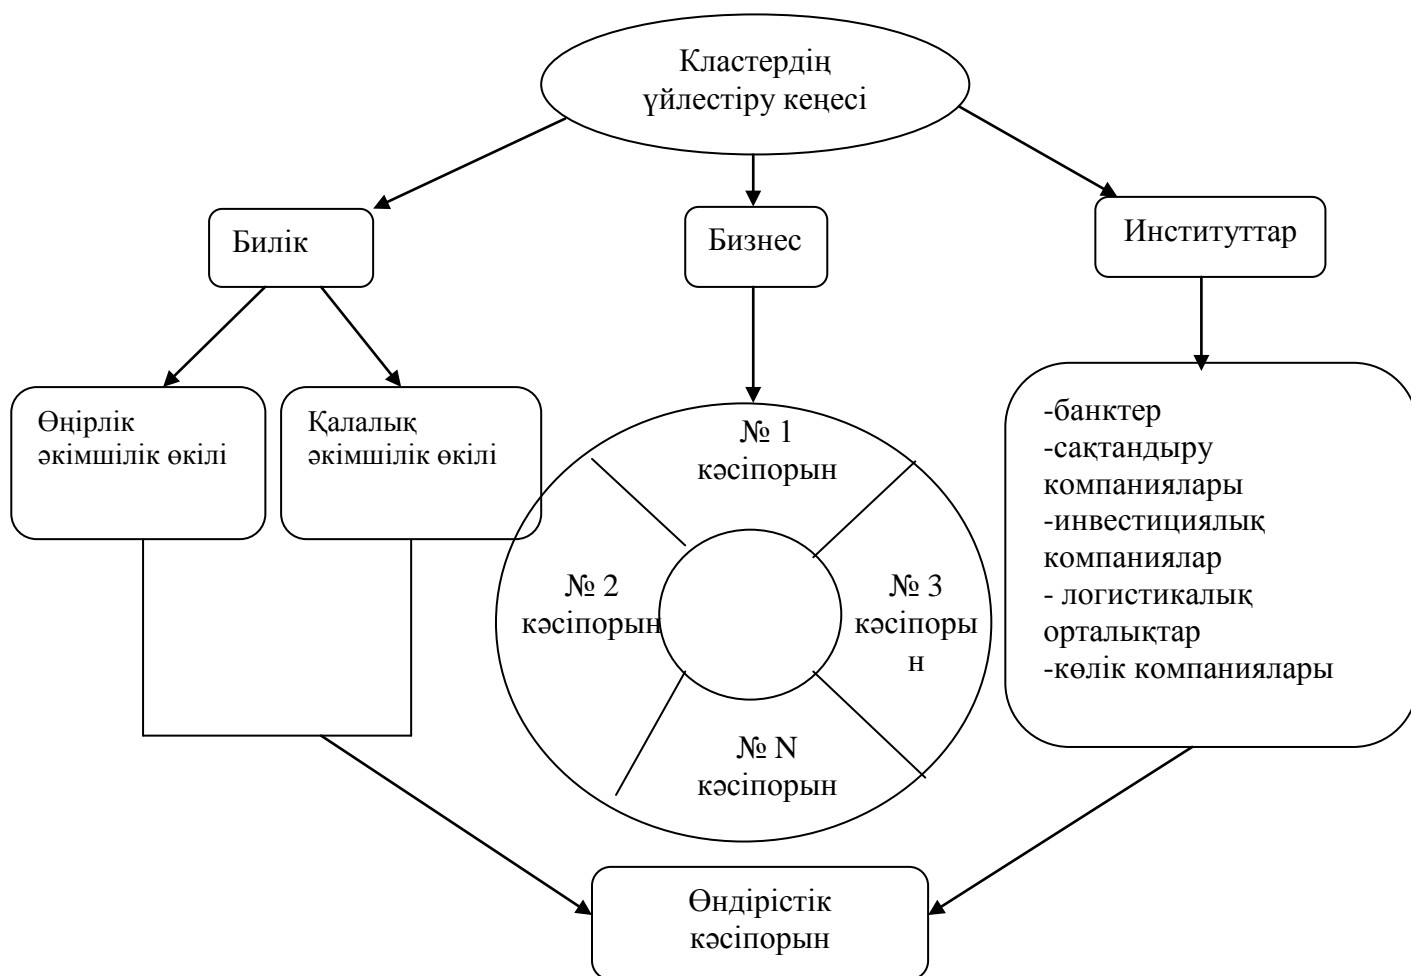 Кластердің
үйлестіру кеңесі
Билік
Бизнес
Институттар
Өңірлік
әкімшілік өкілі
Қалалық
әкімшілік өкілі
№ 1
кәсіпорын
№ 2
кәсіпорын
№ 3
кәсіпоры
н
№ N
кәсіпорын
-банктер
-сақтандыру
компаниялары
-инвестициялық
компаниялар
- логистикалық
орталықтар
-көлік компаниялары
Өндірістік
кәсіпорын